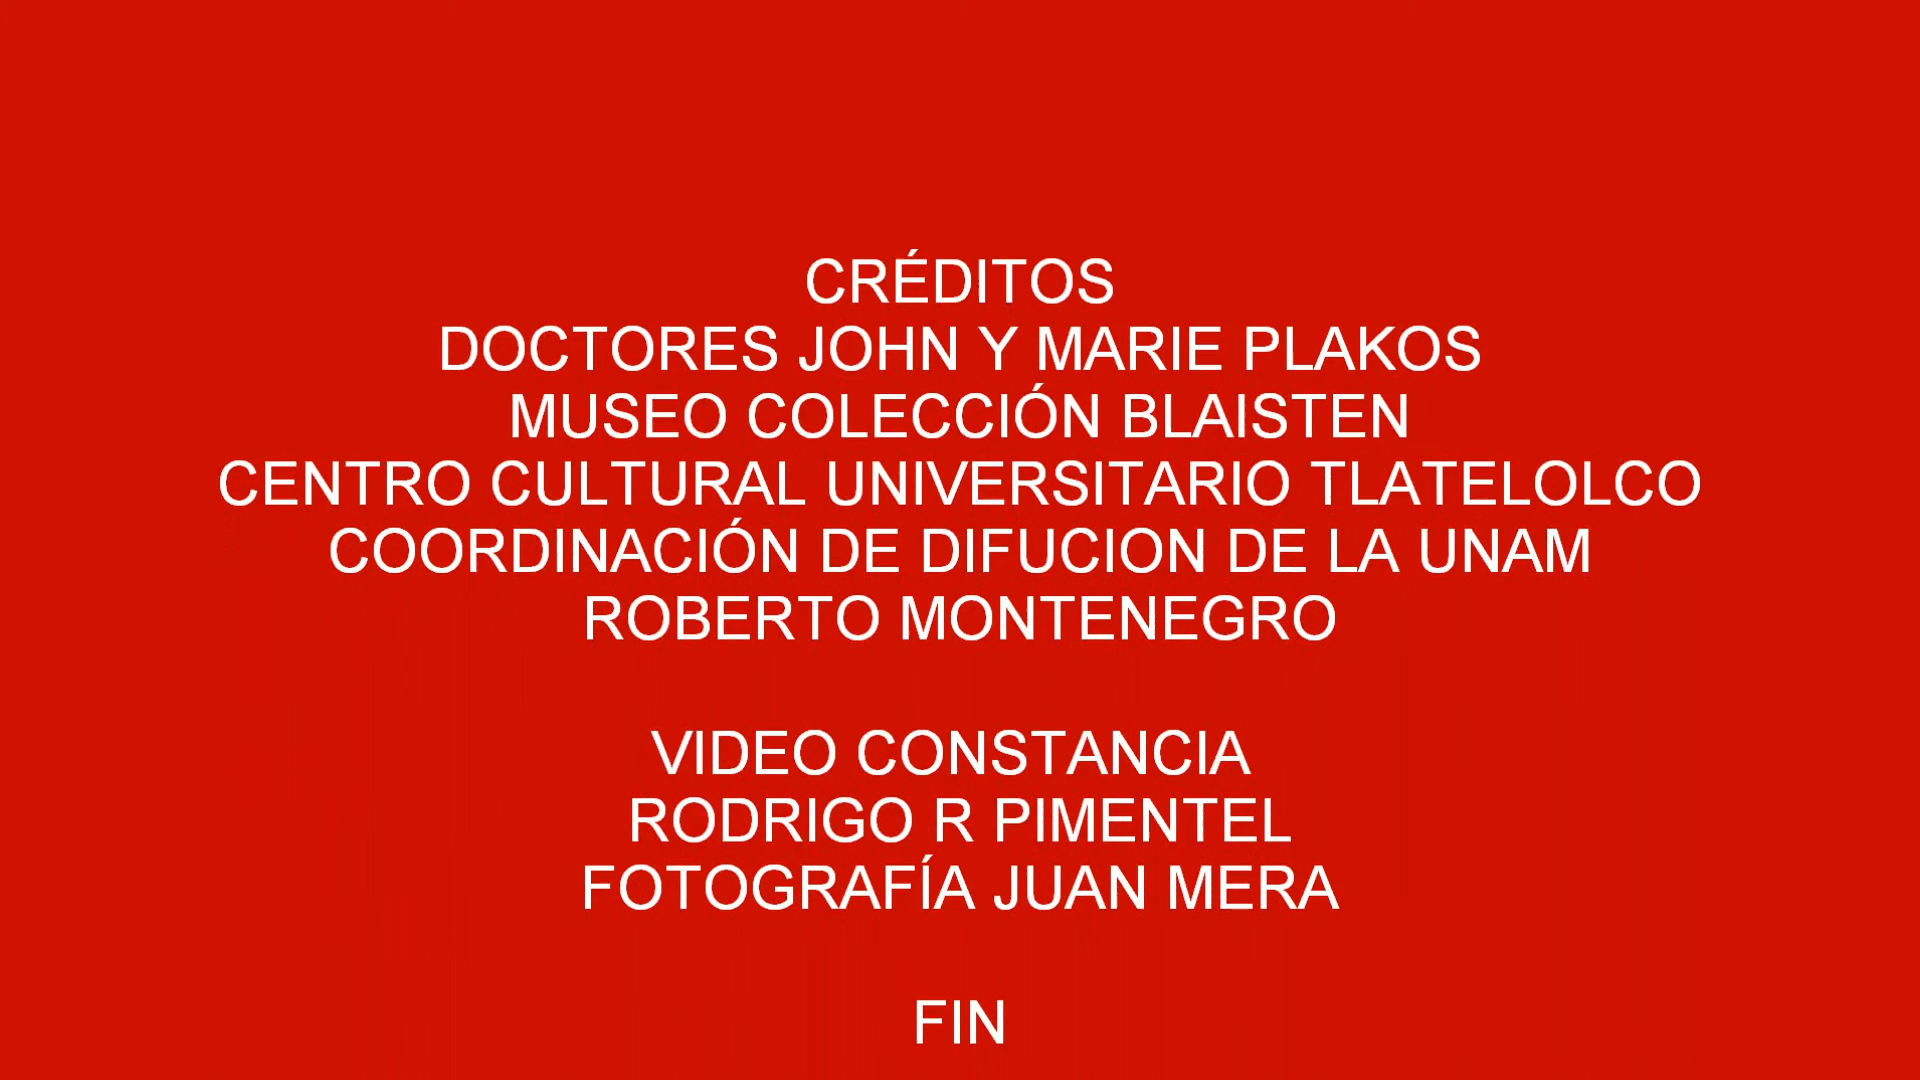 CRÉDITOS
DOCTORES JOHN Y MARIE PLAKOS
MUSEO COLECCIÓN BLAISTEN
CENTRO CULTURAL UNIVERSITARIO TLATELOLCO
COORDINACIÓN DE DIFUCION DE LA UNAM
ROBERTO MONTENEGRO
VIDEO CONSTANCIA
RODRIGO R PIMENTEL
FOTOGRAFÍA JUAN MERA
FIN